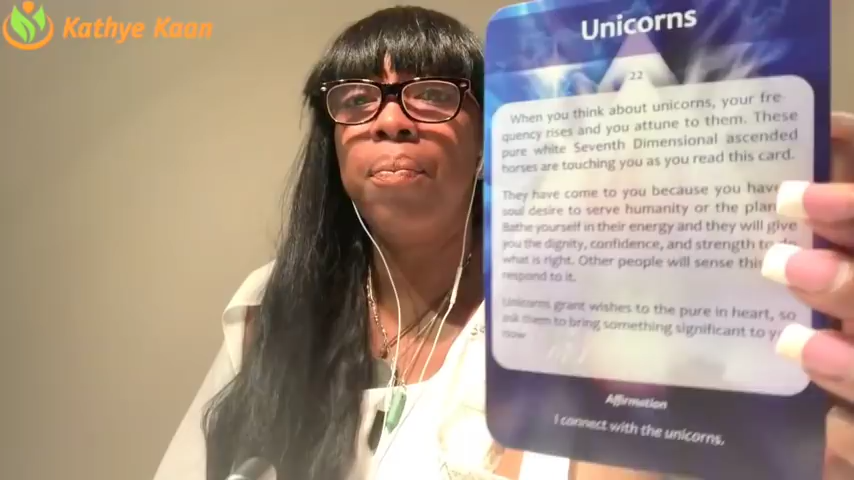 Kathye Kaon
Unicorns
22
When you think about unicorns, your fre-
quency rises and you attune to them. These
pure white Seventh Dimensional ascended
horses are touching you as you read this card.
They have come to you because you have
soul desire to serve humanity or the plan
Bathe yourself in their energy and they will give
you the dignity, confidence, and strength to do
what is right. Other people will sense this
respond to it.
Unicorns grant wishes to the pure in heart, so
ask them to bring something significant to
now
Affirmation
I connect with the unicorns.